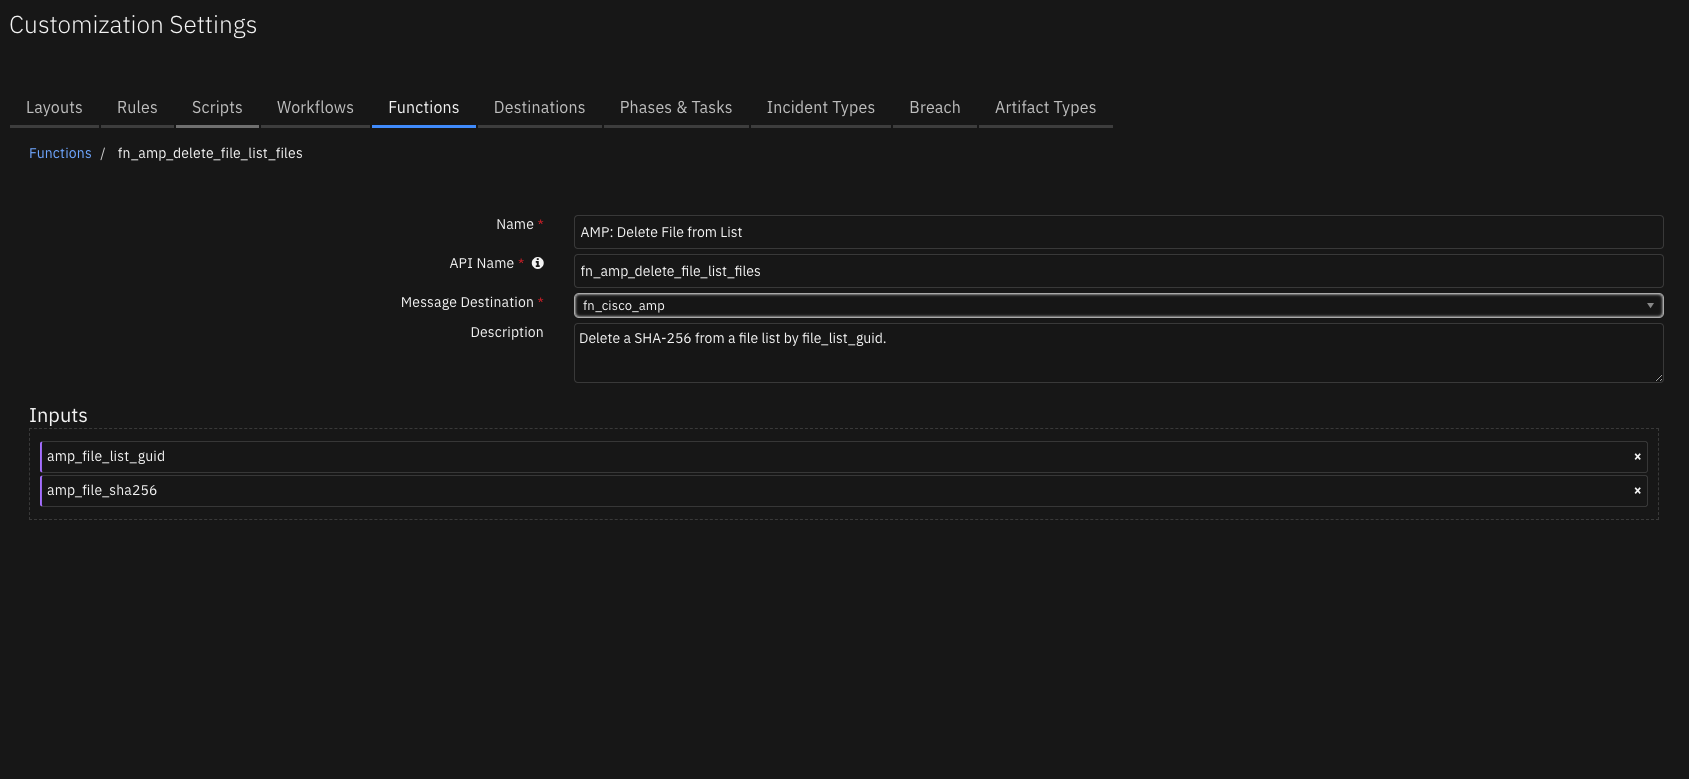 Customization Settings
Layouts Rules Scripts Workflows Functions Destinations Phases & Tasks Incident Types Breach Artifact Types
Functions / fn_amp_delete_file_list_files
Name * AMP: Delete File from List
API Name * fn_amp_delete_file_list_files
Message Destination * fn_cisco_amp
Description Delete a SHA-256 from a file list by file_list_guid.
Inputs
amp_file_list_guid ×
amp_file_sha256 ×